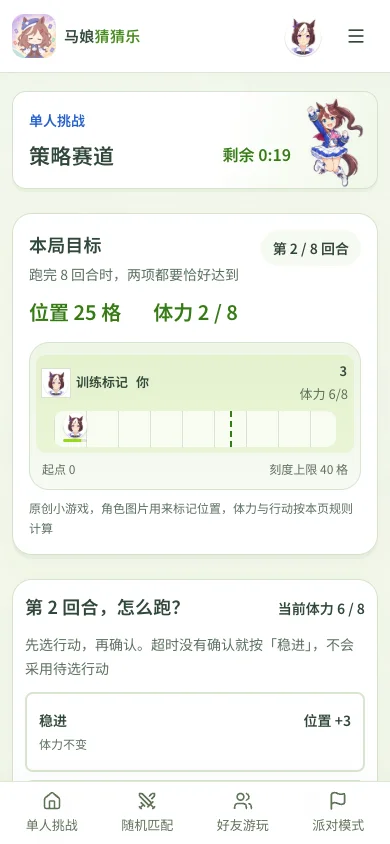 马娘猜猜乐
单人挑战
策略赛道
剩余 0:19
本局目标
第 2 / 8 回合
跑完 8 回合时，两项都要恰好达到
位置 25 格
体力 2 / 8
训练标记 你
3
体力 6/8
起点 0
刻度上限 40 格
原创小游戏，角色图片用来标记位置，体力与行动按本页规则
计算
第 2 回合，怎么跑？
当前体力 6 / 8
先选行动，再确认。超时没有确认就按「稳进」，不会
采用待选行动
稳进
位置 +3
体力不变
单人挑战
随机匹配
好友游玩
派对模式